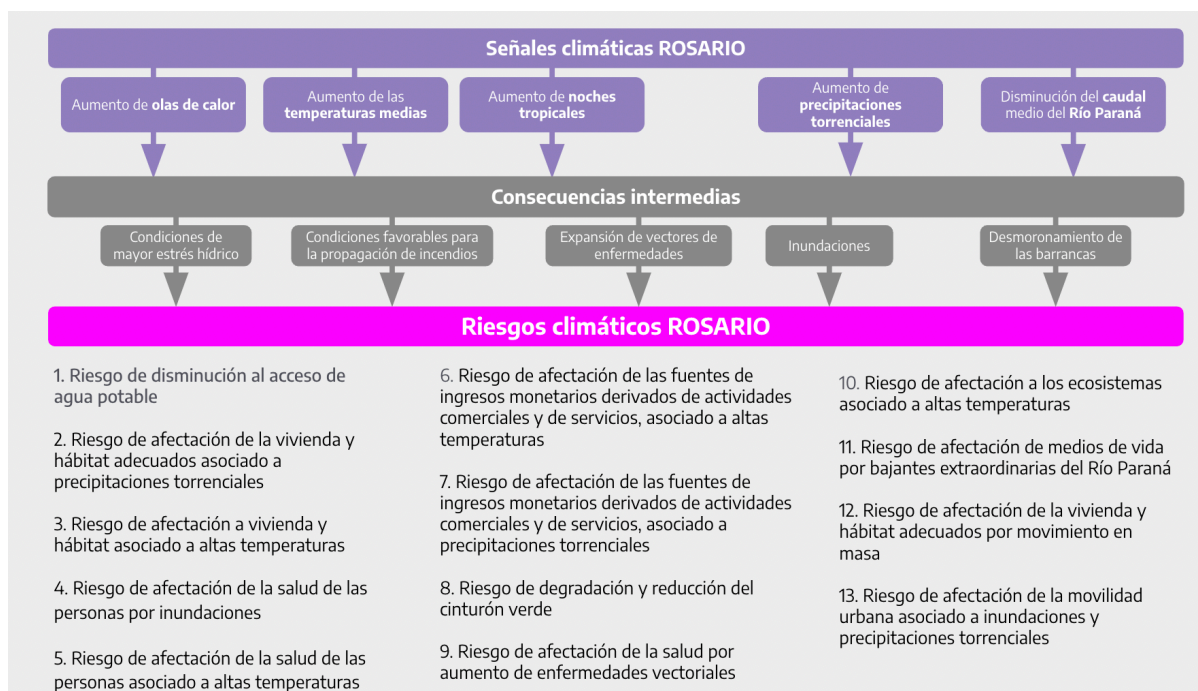 Señales climáticas ROSARIO
Aumento de olas de calor
Aumento de las
temperaturas medias
Aumento de noches
tropicales
Aumento de
precipitaciones
torrenciales
Disminución del caudal
medio del Río Paraná
Consecuencias intermedias
Condiciones de
mayor estrés hídrico
Condiciones favorables para
la propagación de incendios
Expansión de vectores de
enfermedades
Inundaciones
Desmoronamiento de
las barrancas
Riesgos climáticos ROSARIO
1. Riesgo de disminución al acceso de
agua potable
2. Riesgo de afectación de la vivienda y
hábitat adecuados asociado a
precipitaciones torrenciales
3. Riesgo de afectación a vivienda y
hábitat asociado a altas temperaturas
4. Riesgo de afectación de la salud de las
personas por inundaciones
5. Riesgo de afectación de la salud de las
personas asociado a altas temperaturas
6. Riesgo de afectación de las fuentes de
ingresos monetarios derivados de actividades
comerciales y de servicios, asociado a altas
temperaturas
7. Riesgo de afectación de las fuentes de
ingresos monetarios derivados de actividades
comerciales y de servicios, asociado a
precipitaciones torrenciales
8. Riesgo de degradación y reducción del
cinturón verde
9. Riesgo de afectación de la salud por
aumento de enfermedades vectoriales
10. Riesgo de afectación a los ecosistemas
asociado a altas temperaturas
11. Riesgo de afectación de medios de vida
por bajantes extraordinarias del Río Paraná
12. Riesgo de afectación de la vivienda y
hábitat adecuados por movimiento en
masa
13. Riesgo de afectación de la movilidad
urbana asociado a inundaciones y
precipitaciones torrenciales